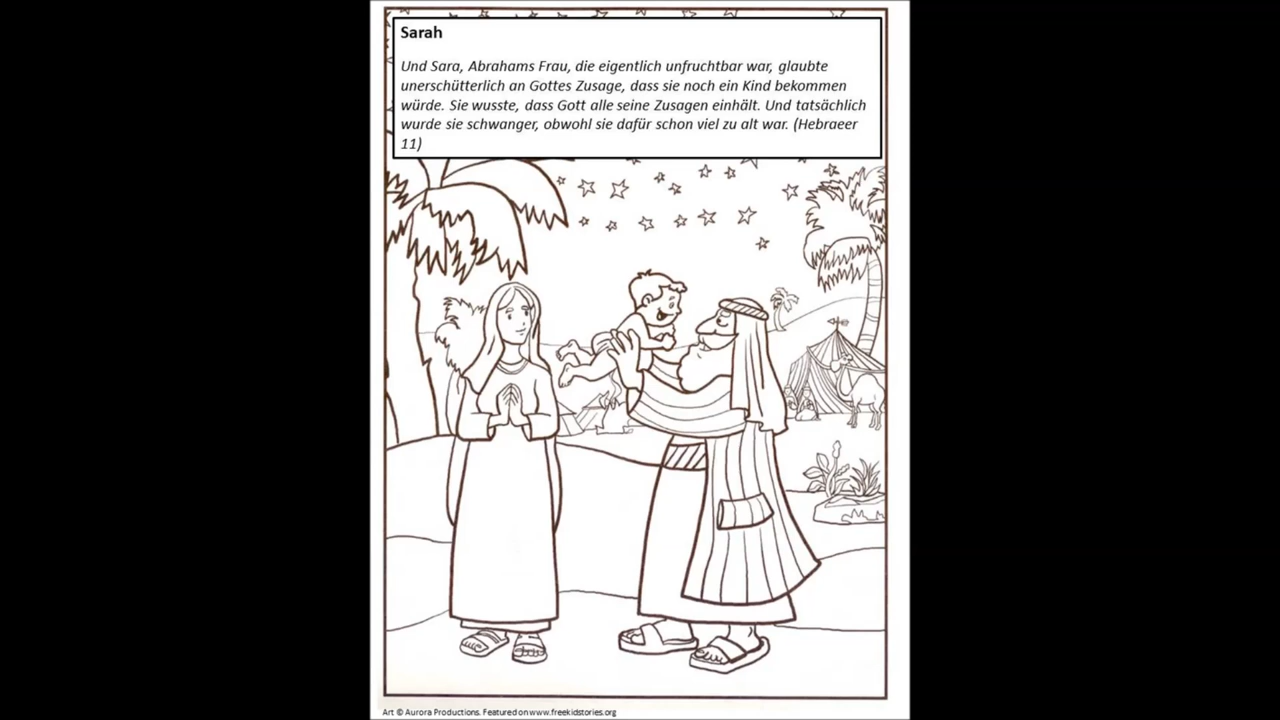 Sarah
Und Sara, Abrahams Frau, die eigentlich unfruchtbar war, glaubte
unerschütterlich an Gottes Zusage, dass sie noch ein Kind bekommen
würde. Sie wusste, dass Gott alle seine Zusagen einhält. Und tatsächlich
wurde sie schwanger, obwohl sie dafür schon viel zu alt war. (Hebraeer
11)
Art © Aurora Productions. Featured on www.freekidstories.org